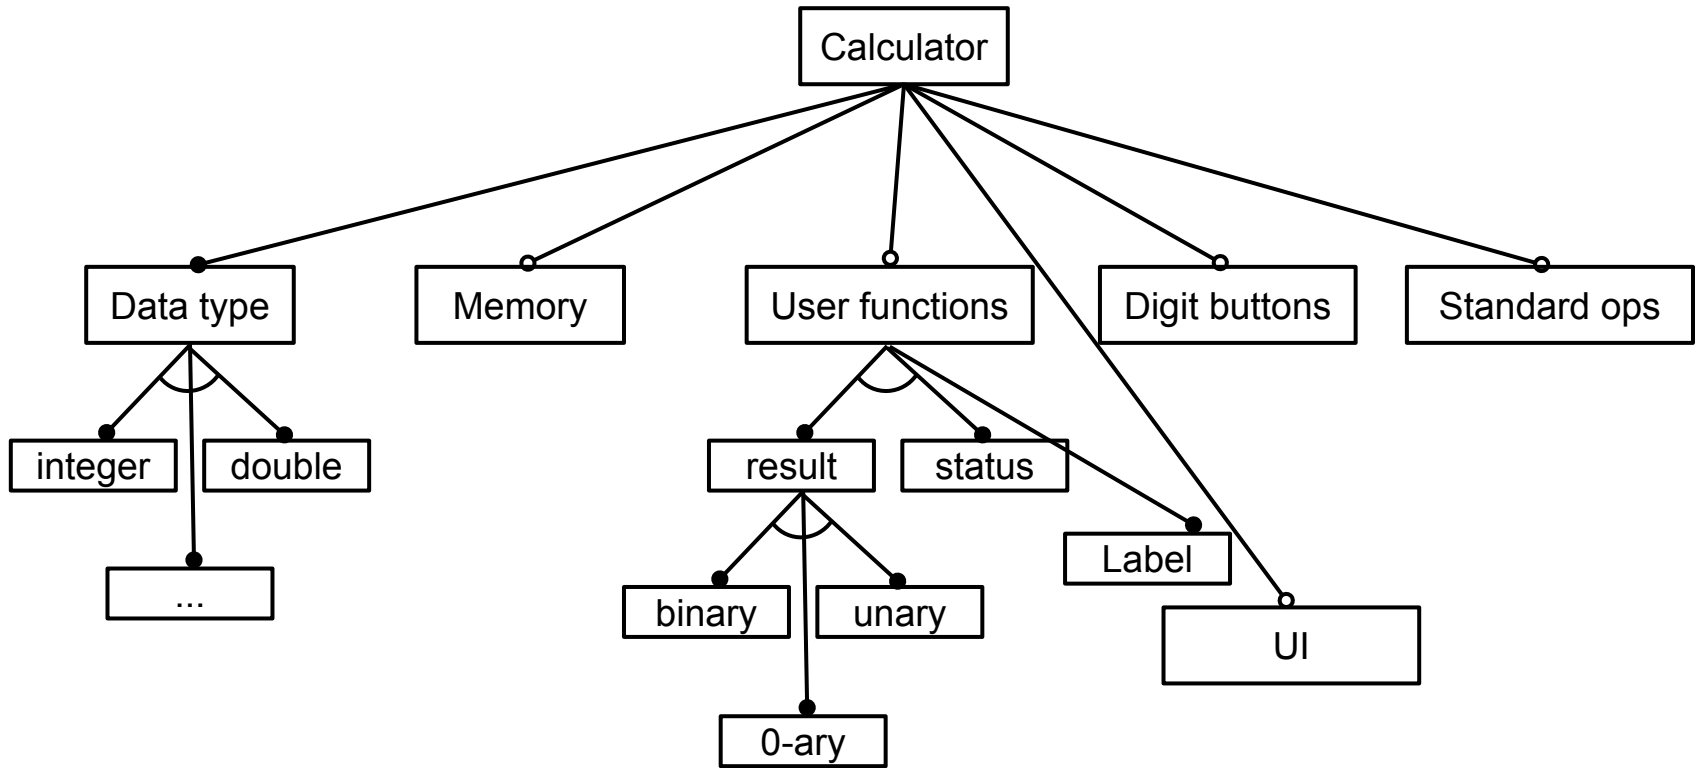 Calculator
Data type
Memory
User functions
Digit buttons
Standard ops
integer
double
result
status
...
binary
unary
Label
0-ary
UI